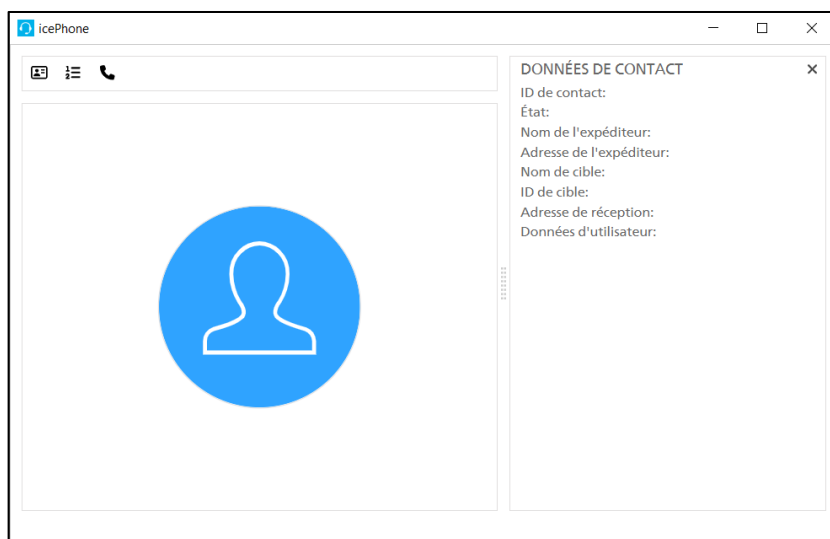 icePhone
DONNÉES DE CONTACT
ID de contact:
État:
Nom de l'expéditeur:
Adresse de l'expéditeur:
Nom de cible:
ID de cible:
Adresse de réception:
Données d'utilisateur: